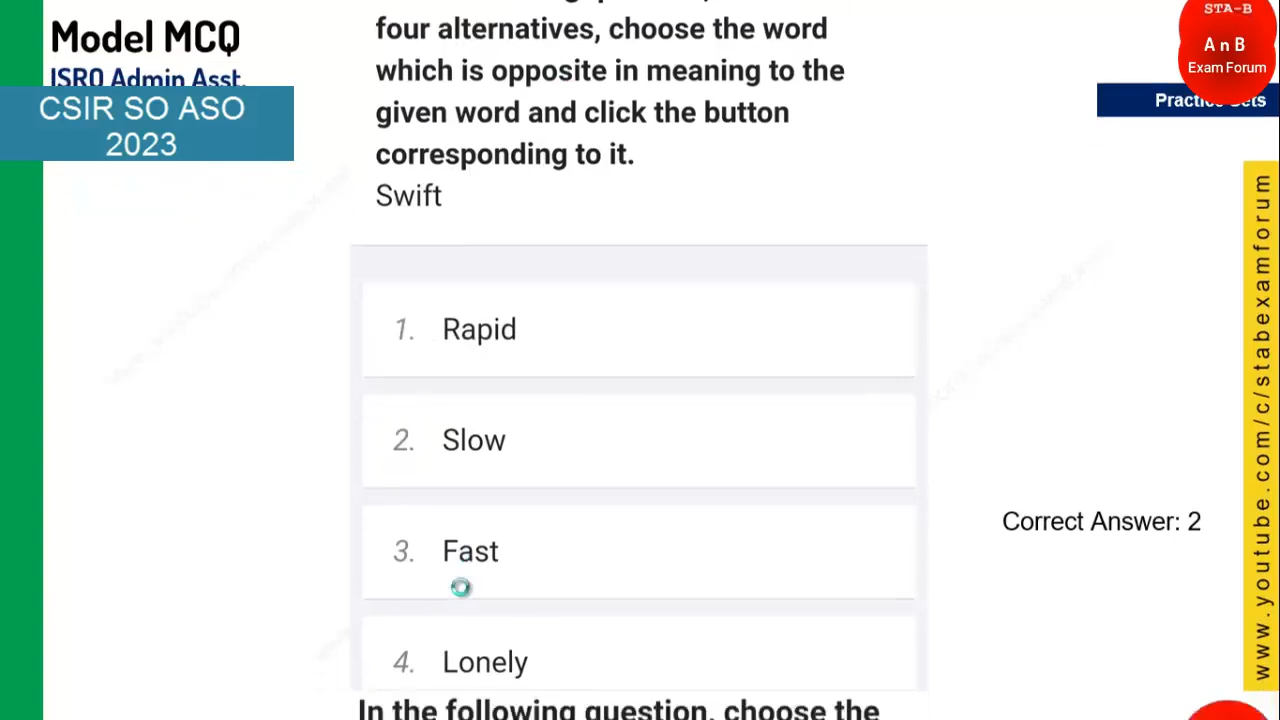 Model MCQ
ISRO Admin Asst.
CSIR SO ASO
2023
four alternatives, choose the word
which is opposite in meaning to the
given word and click the button
corresponding to it.
Swift
1. Rapid
2. Slow
3. Fast
4. Lonely
In the following question, choose the
Correct Answer: 2
STA-B
A n B
Exam Forum
Practice Sets
www.youtube.com/c/stabexamforum